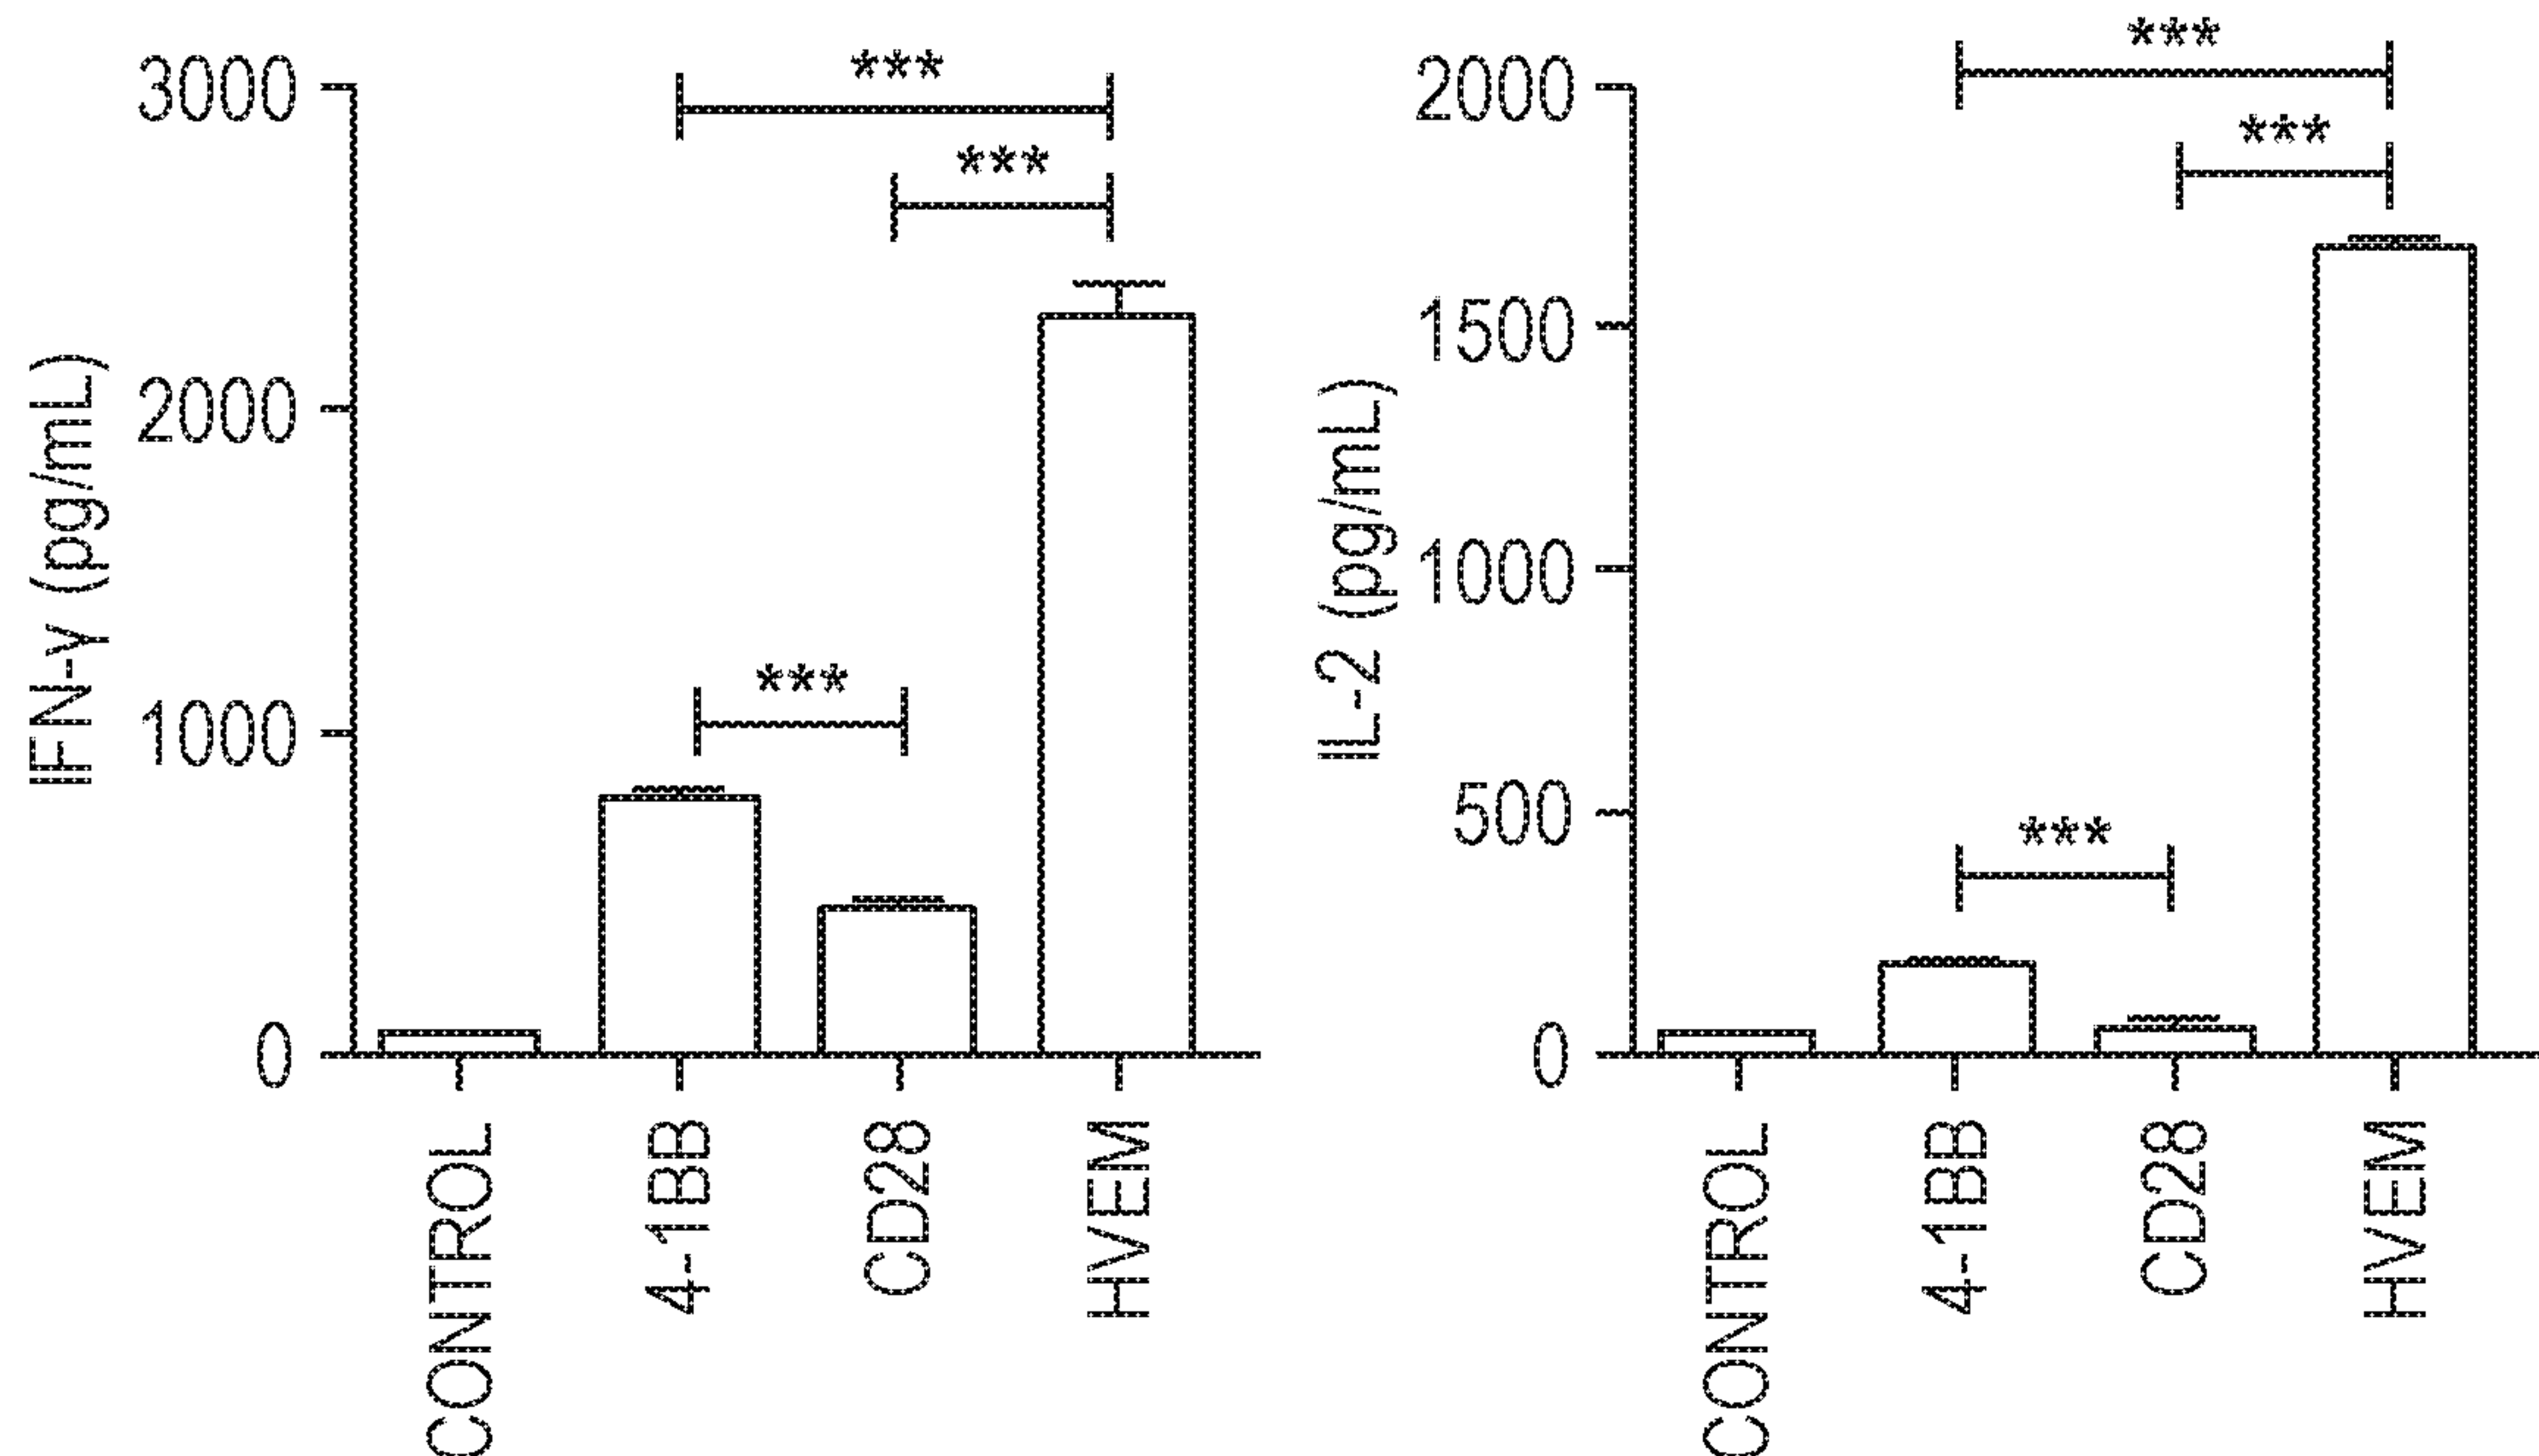 IFN-γ (pg/mL)
3000
2000
1000
0
***
***
***
CONTROL
4-1BB
CD28
HVEM
IL-2 (pg/mL)
2000
1500
1000
500
0
***
***
***
CONTROL
4-1BB
CD28
HVEM